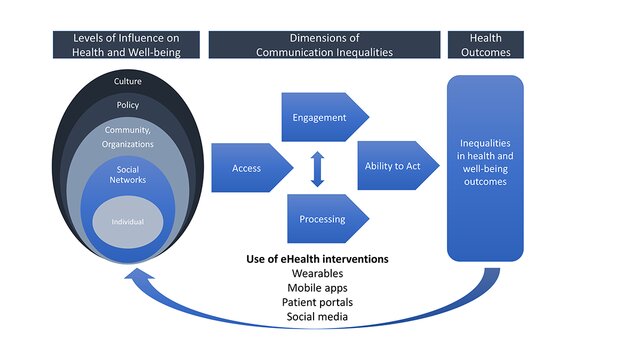 Levels of Influence on
Health and Well-being
Dimensions of
Communication Inequalities
Health
Outcomes
Culture
Policy
Community,
Organizations
Social
Networks
Individual
Access
Engagement
Processing
Ability to Act
Inequalities
in health and
well-being
outcomes
Use of eHealth interventions
Wearables
Mobile apps
Patient portals
Social media